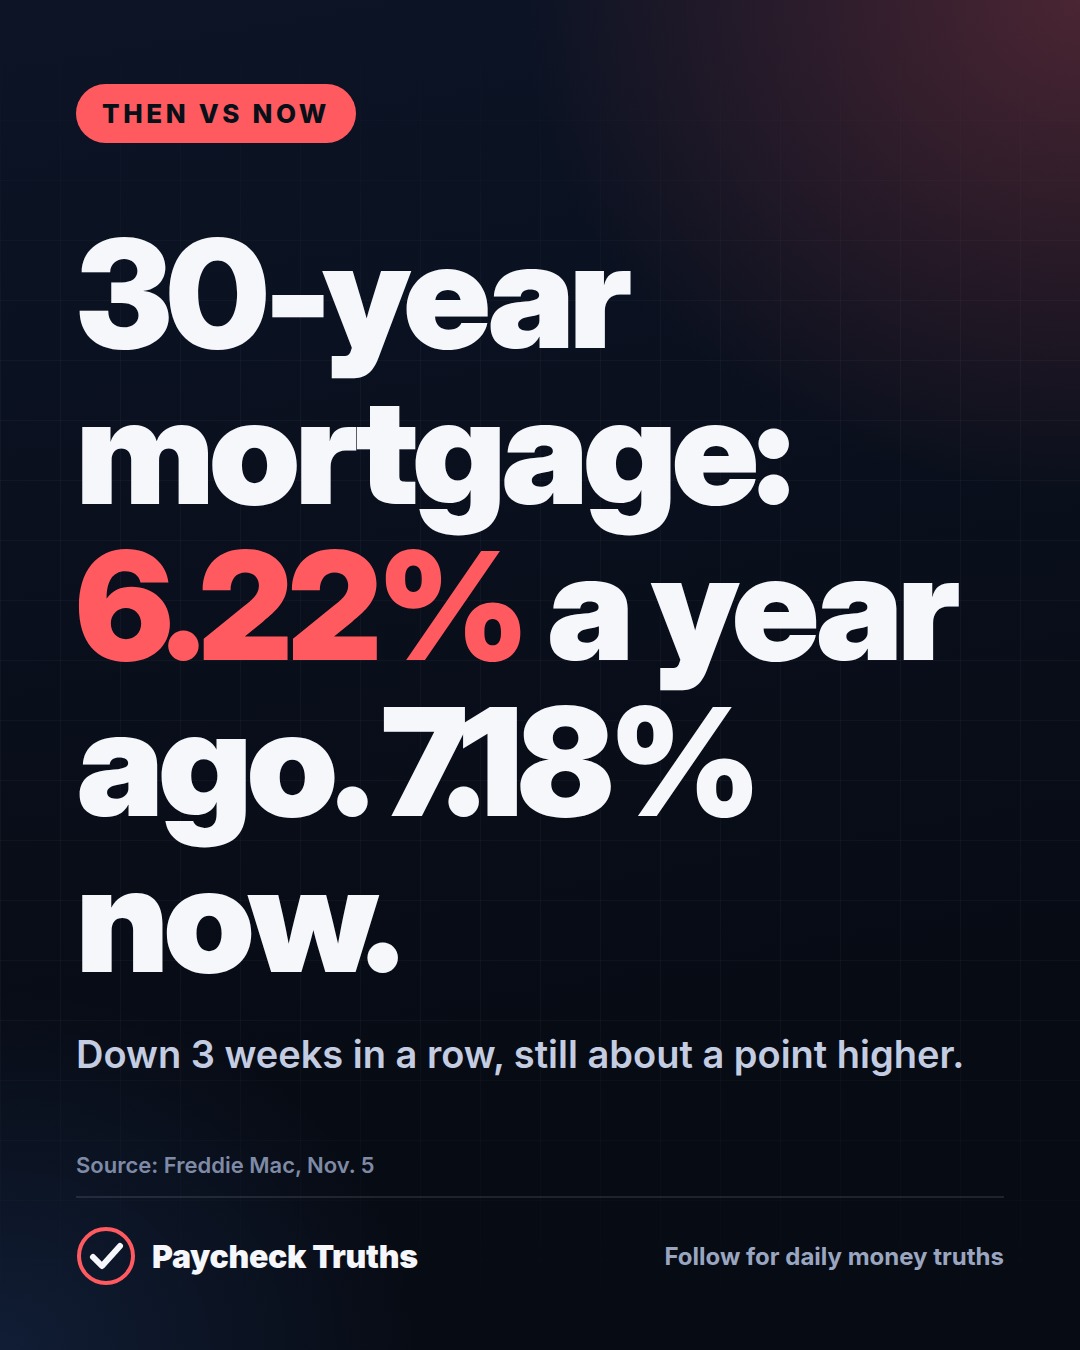 THEN VS NOW
30-year
mortgage:
6.22% a year
ago. 7.18%
now.
Down 3 weeks in a row, still about a point higher.
Source: Freddie Mac, Nov. 5
Paycheck Truths
Follow for daily money truths